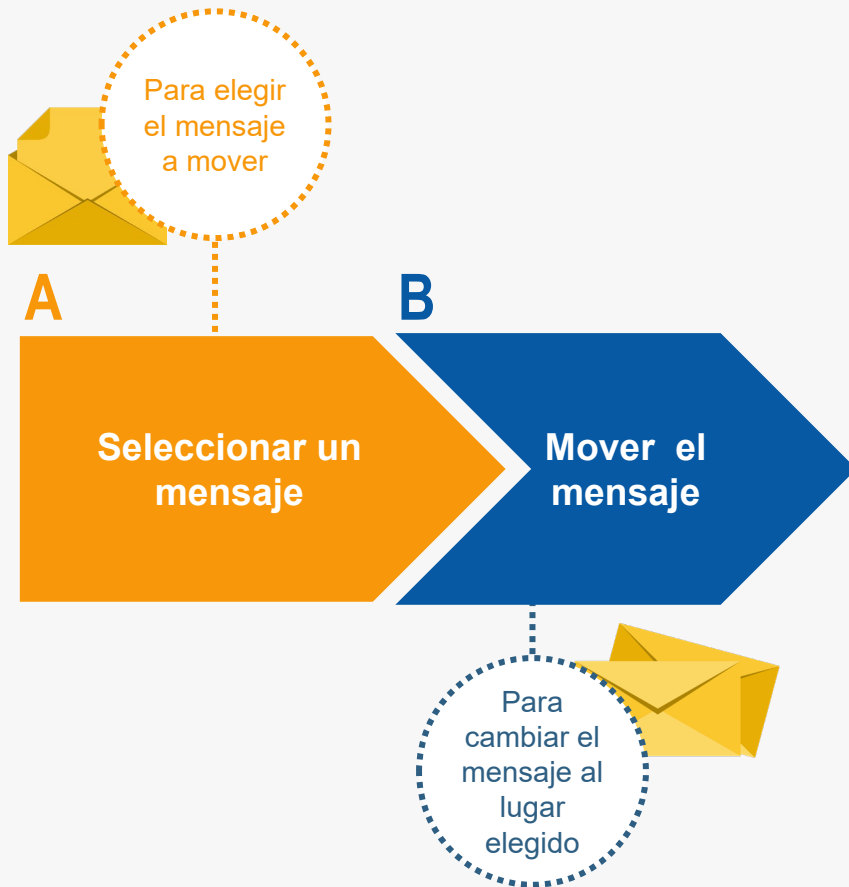 Para elegir
el mensaje
a mover
A
Seleccionar un
mensaje
B
Mover el
mensaje
Para
cambiar el
mensaje al
lugar
elegido